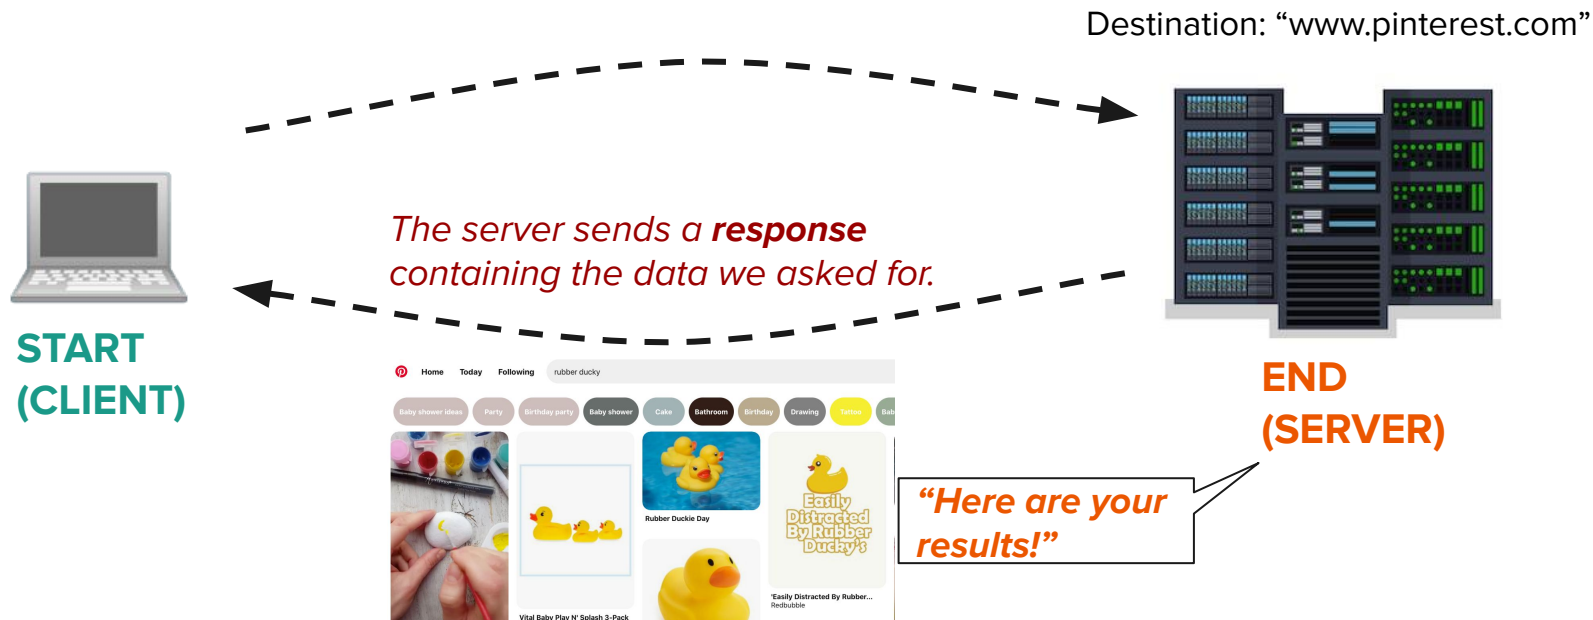 Destination: “www.pinterest.com”
The server sends a response
containing the data we asked for.
START
(CLIENT)
END
(SERVER)
“Here are your
results!”
Home Today Following rubber ducky
Baby shower ideas Party Birthday party Baby shower Cake Bathroom Birthday Drawing Tattoo Bab
Rubber Duckie Day
Easily
Distracted
By Rubber
Ducky's
'Easily Distracted By Rubber...
Redbubble
Vital Baby Play N' Splash 3-Pack